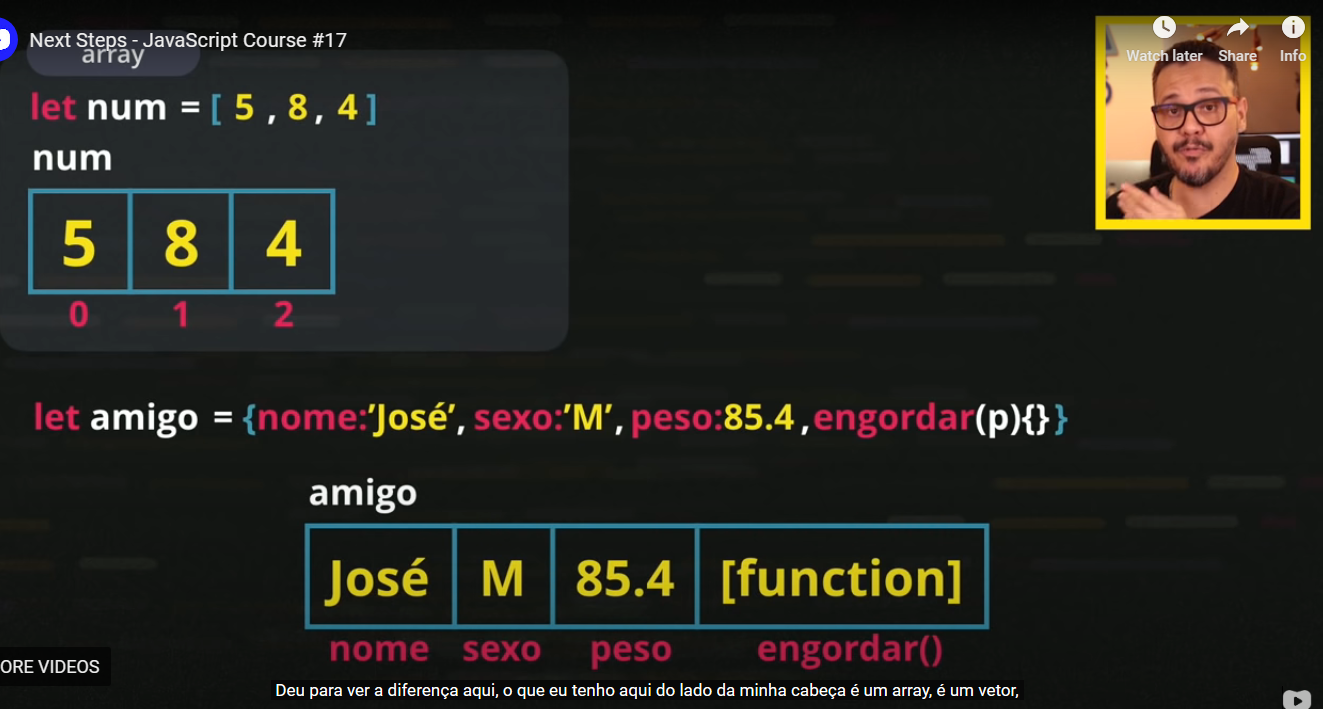 Next Steps - JavaScript Course #17
Watch later Share Info
array
let num = [ 5 , 8, 4 ]
num
5 8 4
0 1 2
let amigo = {nome:’José’, sexo:’M’, peso:85.4 ,engordar(p){} }
amigo
José M 85.4 [function]
nome sexo peso engordar()
ORE VIDEOS
Deu para ver a diferença aqui, o que eu tenho aqui do lado da minha cabeça é um array, é um vetor,